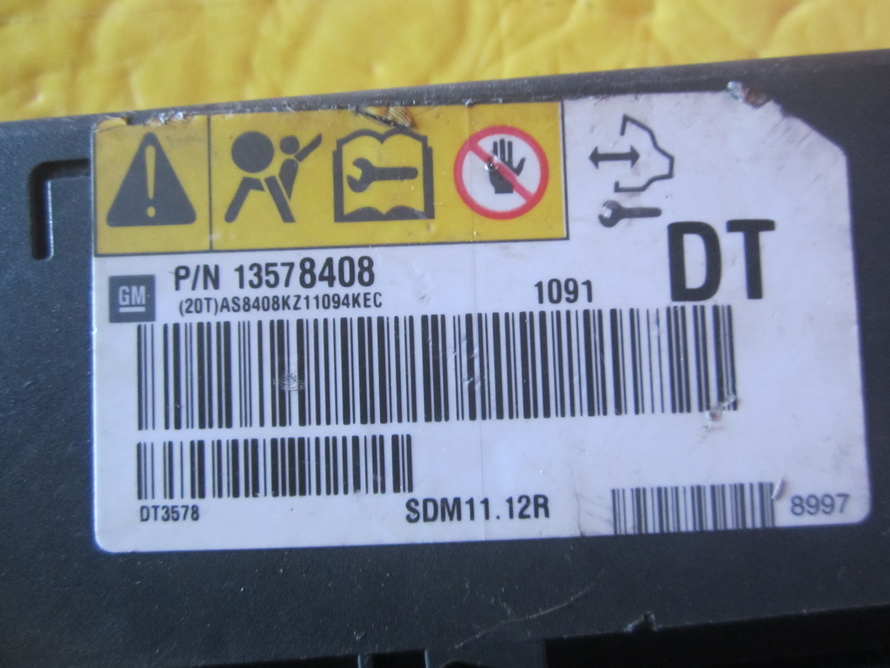 DT
GM
P/N 13578408
(20T)AS8408KZ11094KEC
1091
DT3578
SDM11.12R
8997